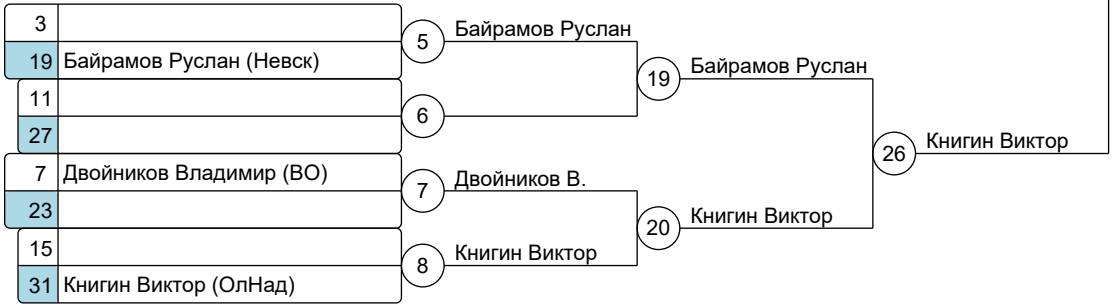 3
19 Байрамов Руслан (Невск)
11
27
7 Двойников Владимир (ВО)
23
15
31 Книгин Виктор (ОлНад)
5 Байрамов Руслан
6
7 Двойников В.
8 Книгин Виктор
19 Байрамов Руслан
20 Книгин Виктор
26 Книгин Виктор